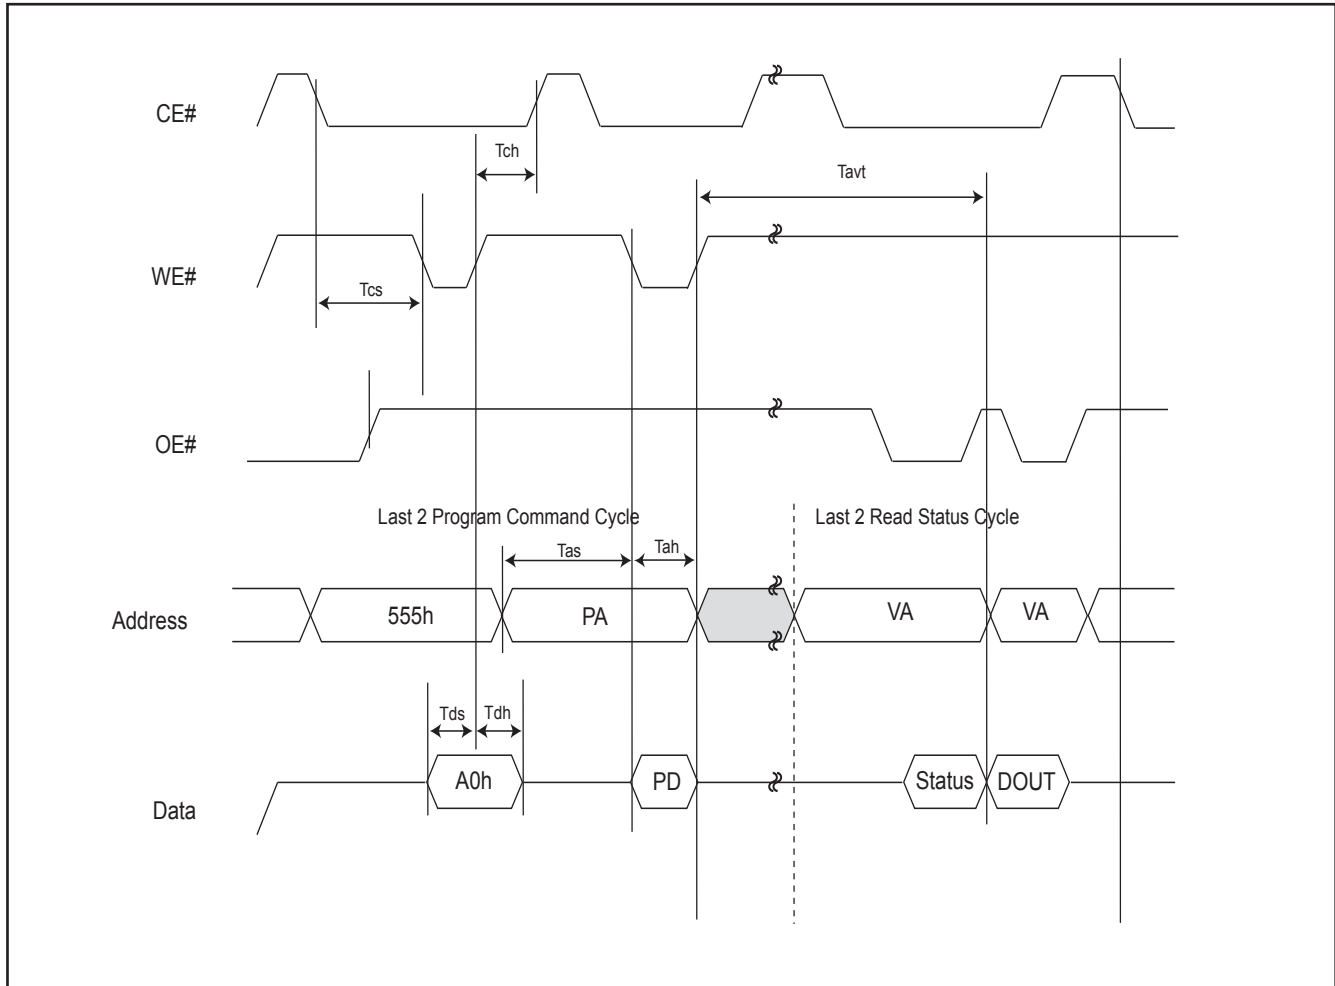 CE#
Tch
Tavt
WE#
Tcs
OE#
Last 2 Program Command Cycle
Last 2 Read Status Cycle
Tas
Tah
Address
555h
PA
VA
VA
Tds
Tdh
Data
A0h
PD
Status
DOUT